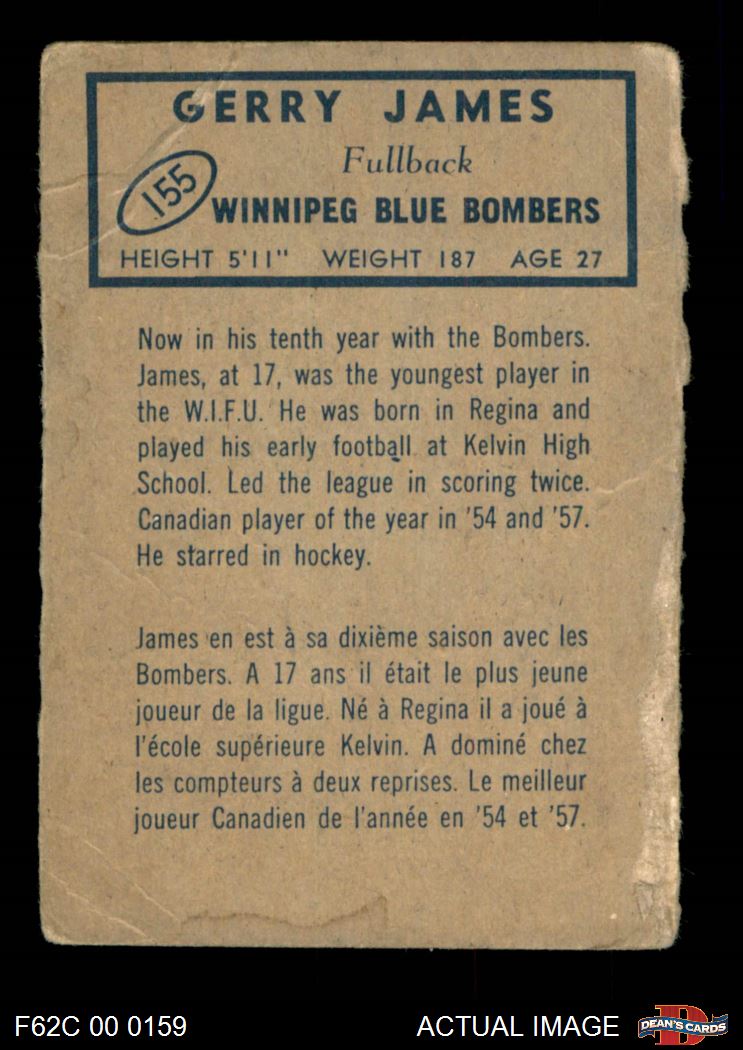 GERRY JAMES
Fullback
155
WINNIPEG BLUE BOMBERS
HEIGHT 5'11" WEIGHT 187 AGE 27
Now in his tenth year with the Bombers.
James, at 17, was the youngest player in
the W.I.F.U. He was born in Regina and
played his early football at Kelvin High
School. Led the league in scoring twice.
Canadian player of the year in '54 and '57.
He starred in hockey.
James en est à sa dixième saison avec les
Bombers. A 17 ans il était le plus jeune
joueur de la ligue. Né à Regina il a joué à
l'école supérieure Kelvin. A dominé chez
les compteurs à deux reprises. Le meilleur
joueur Canadien de l'année en '54 et '57.
F62C 00 0159 ACTUAL IMAGE
D
DEAN'S CARDS